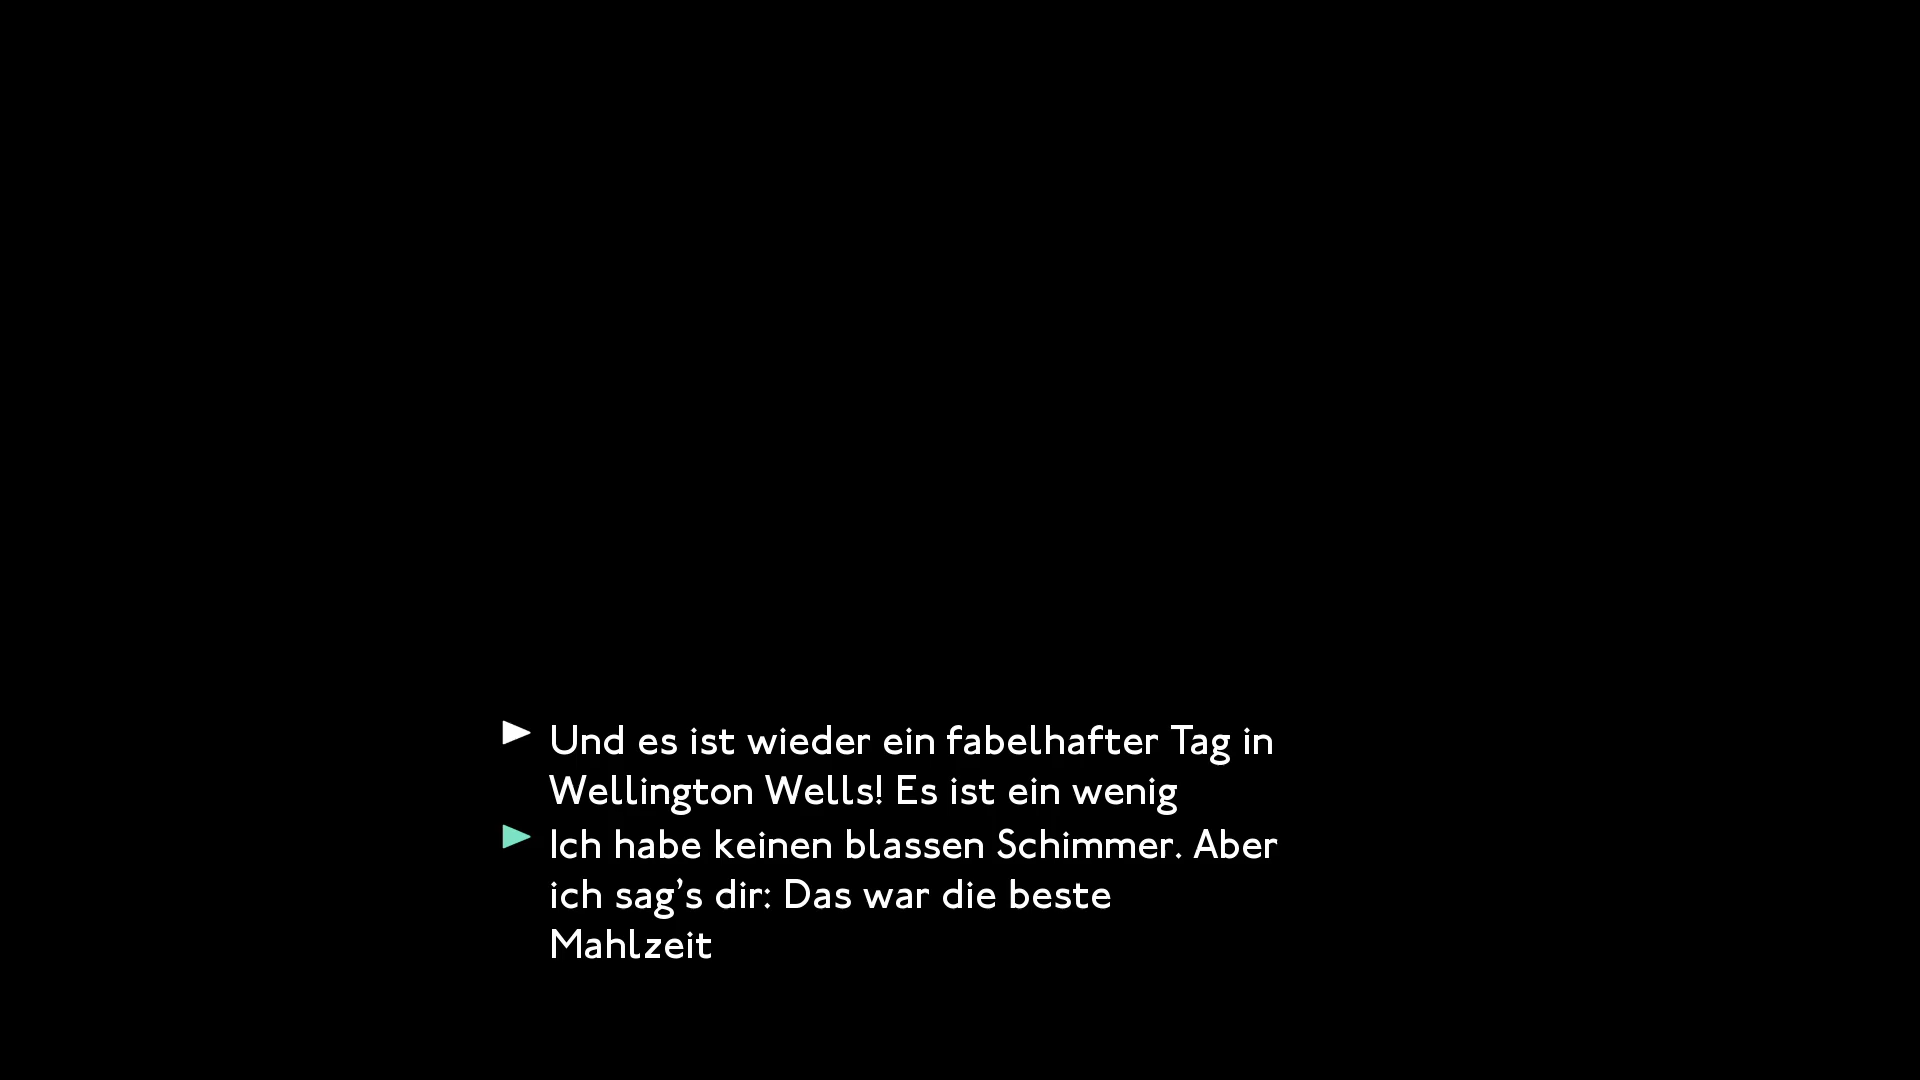 Und es ist wieder ein fabelhafter Tag in
Wellington Wells! Es ist ein wenig
Ich habe keinen blassen Schimmer. Aber
ich sag's dir: Das war die beste
Mahlzeit